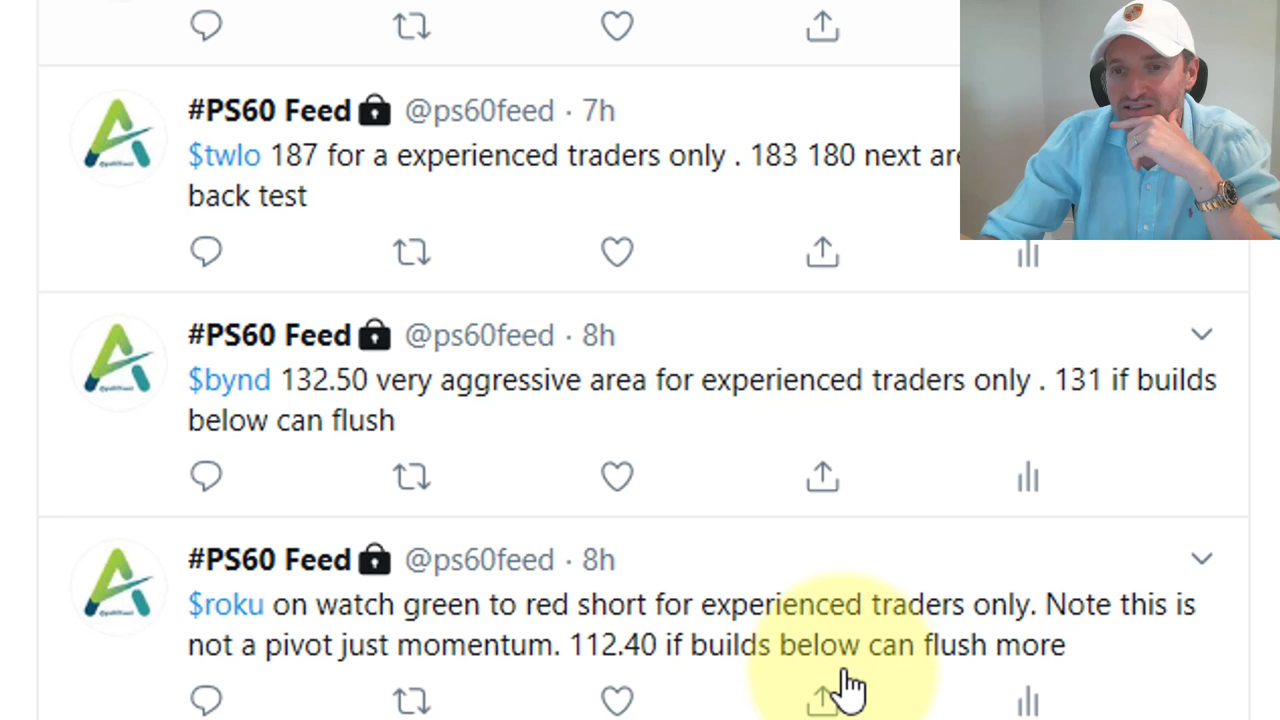 #PS60 Feed @ps60feed · 7h
$twlo 187 for a experienced traders only . 183 180 next
back test
#PS60 Feed @ps60feed · 8h
$bynd 132.50 very aggressive area for experienced traders only . 131 if builds
below can flush
#PS60 Feed @ps60feed · 8h
$roku on watch green to red short for experienced traders only. Note this is
not a pivot just momentum. 112.40 if builds below can flush more